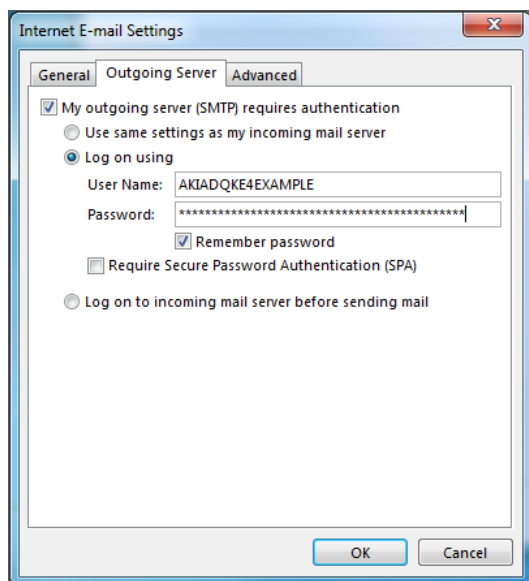 Internet E-mail Settings
General Outgoing Server Advanced
My outgoing server (SMTP) requires authentication
Use same settings as my incoming mail server
Log on using
User Name: AKIADQKE4EXAMPLE
Password: ********************************************
Remember password
Require Secure Password Authentication (SPA)
Log on to incoming mail server before sending mail
OK Cancel